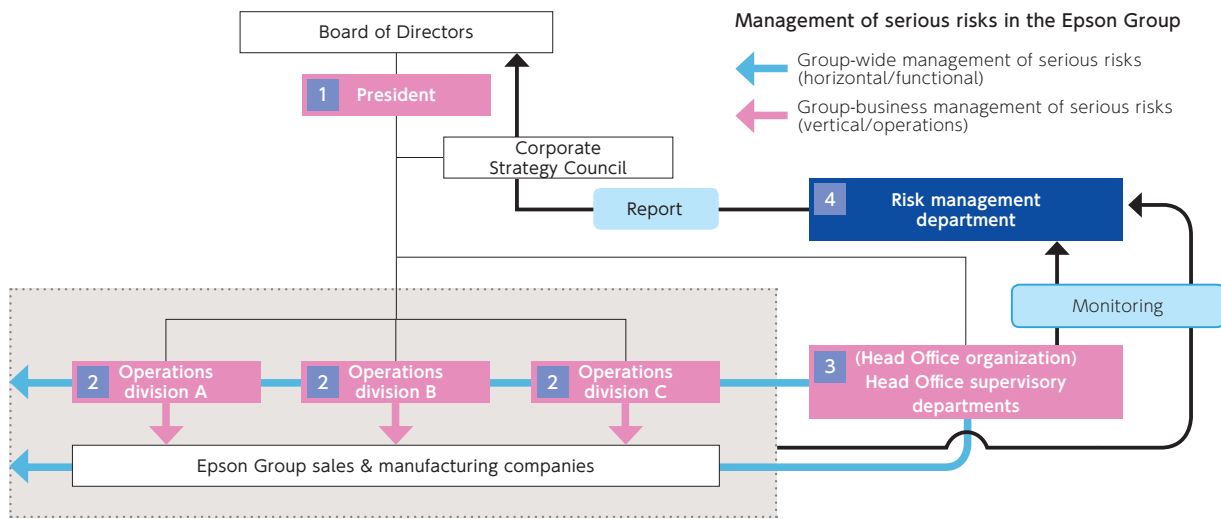 Management of serious risks in the Epson Group
Group-wide management of serious risks
(horizontal/functional)
Group-business management of serious risks
(vertical/operations)
Board of Directors
1 President
Corporate
Strategy Council
Report
4 Risk management
department
Monitoring
2 Operations
division A
2 Operations
division B
2 Operations
division C
3 (Head Office organization)
Head Office supervisory
departments
Epson Group sales & manufacturing companies